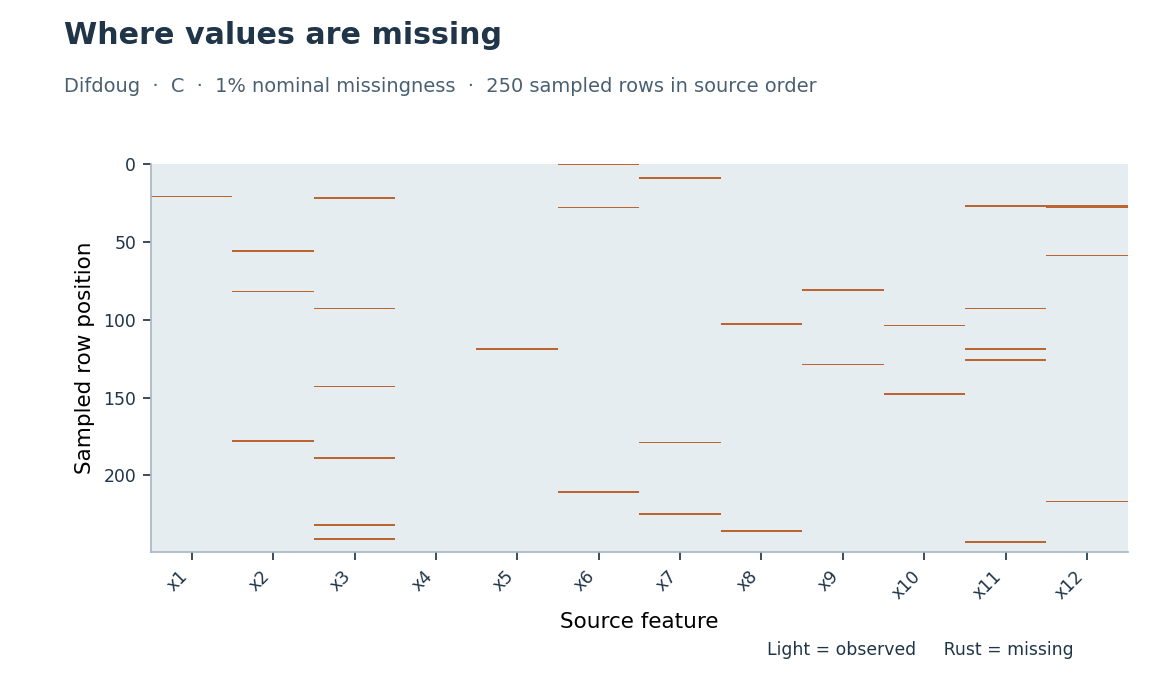 Where values are missing
Difdoug · C · 1% nominal missingness · 250 sampled rows in source order
0
50
100
150
200
Sampled row position
x1 x2 x3 x4 x5 x6 x7 x8 x9 x10 x11 x12
Source feature
Light = observed Rust = missing